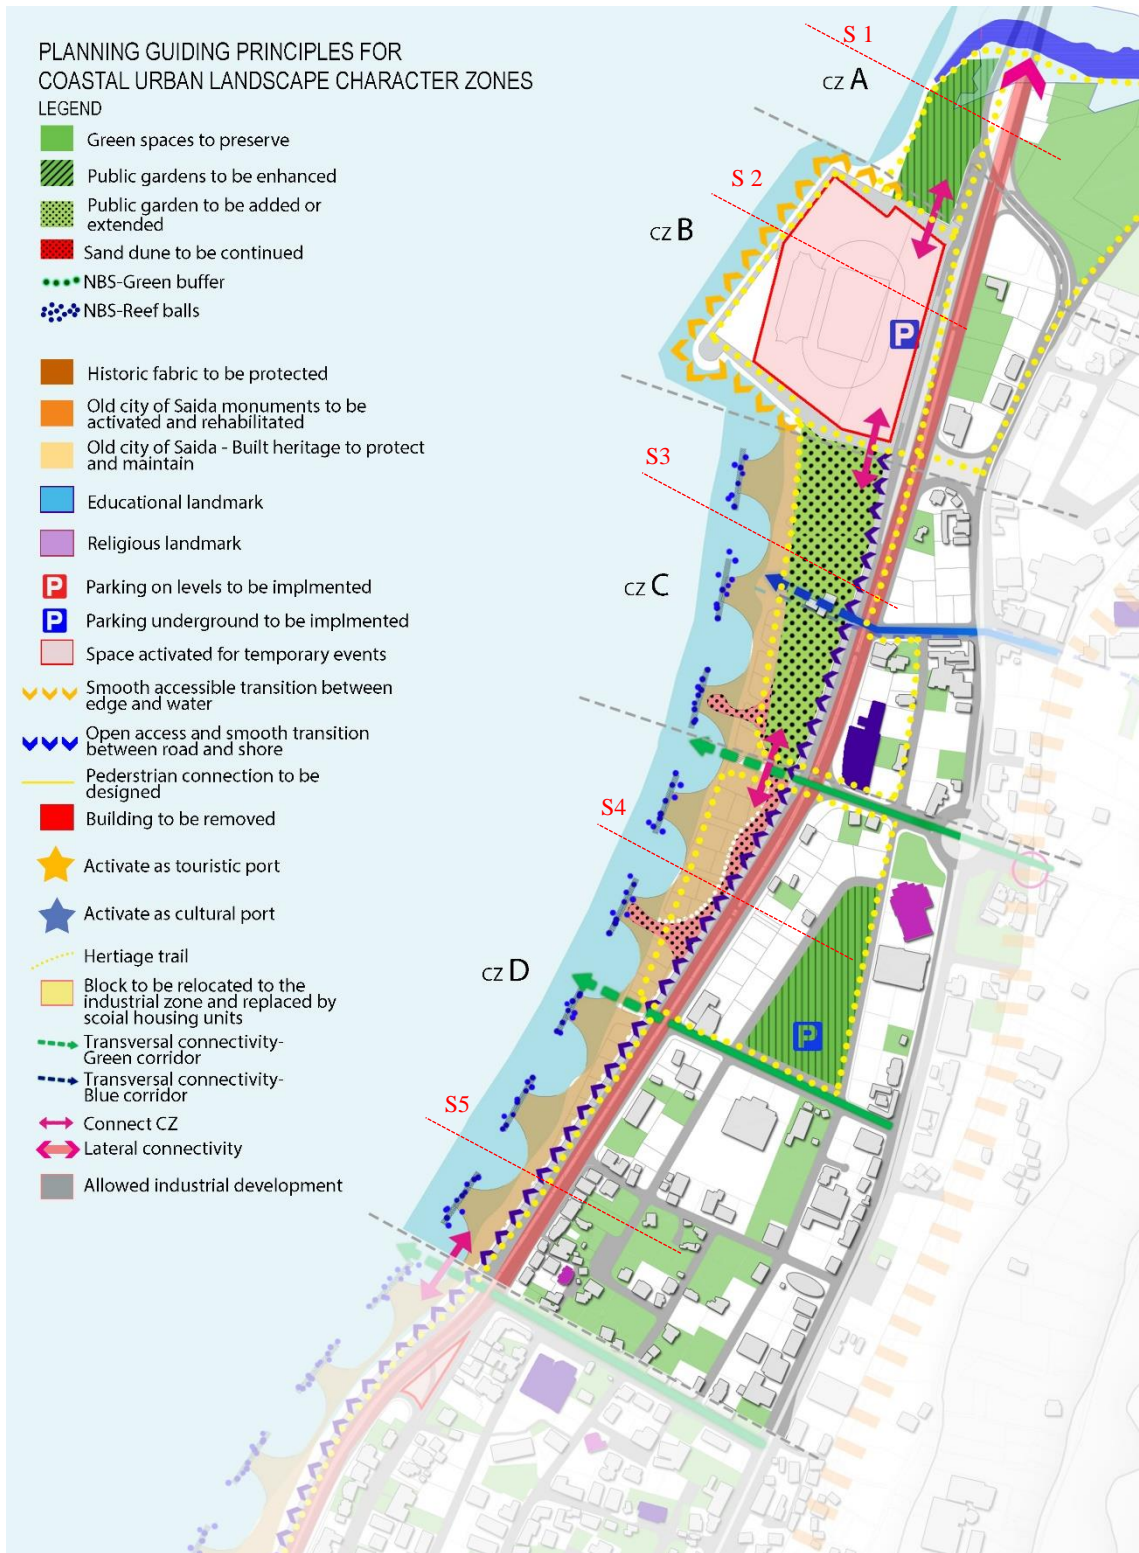 PLANNING GUIDING PRINCIPLES FOR
COASTAL URBAN LANDSCAPE CHARACTER ZONES
LEGEND
Green spaces to preserve
Public gardens to be enhanced
Public garden to be added or
extended
Sand dune to be continued
NBS-Green buffer
NBS-Reef balls
Historic fabric to be protected
Old city of Saida monuments to be
activated and rehabilitated
Old city of Saida - Built heritage to protect
and maintain
Educational landmark
Religious landmark
P Parking on levels to be implmented
P Parking underground to be implmented
Space activated for temporary events
Smooth accessible transition between
edge and water
Open access and smooth transition
between road and shore
Pederstrian connection to be
designed
Building to be removed
Activate as touristic port
Activate as cultural port
Hertiage trail
Block to be relocated to the
industrial zone and replaced by
scoial housing units
Transversal connectivity-
Green corridor
Transversal connectivity-
Blue corridor
Connect CZ
Lateral connectivity
Allowed industrial development
S 1
CZ A
S 2
CZ B
P
S3
CZ C
S4
CZ D
P
S5